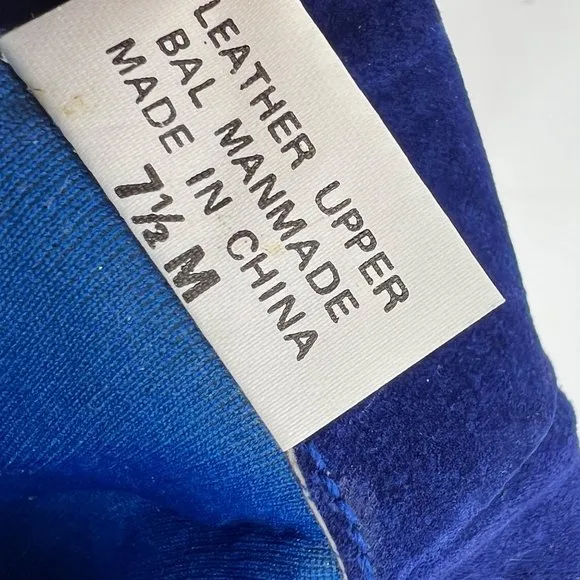 LEATHER UPPER
BAL MANMADE
MADE IN CHINA
7½ M